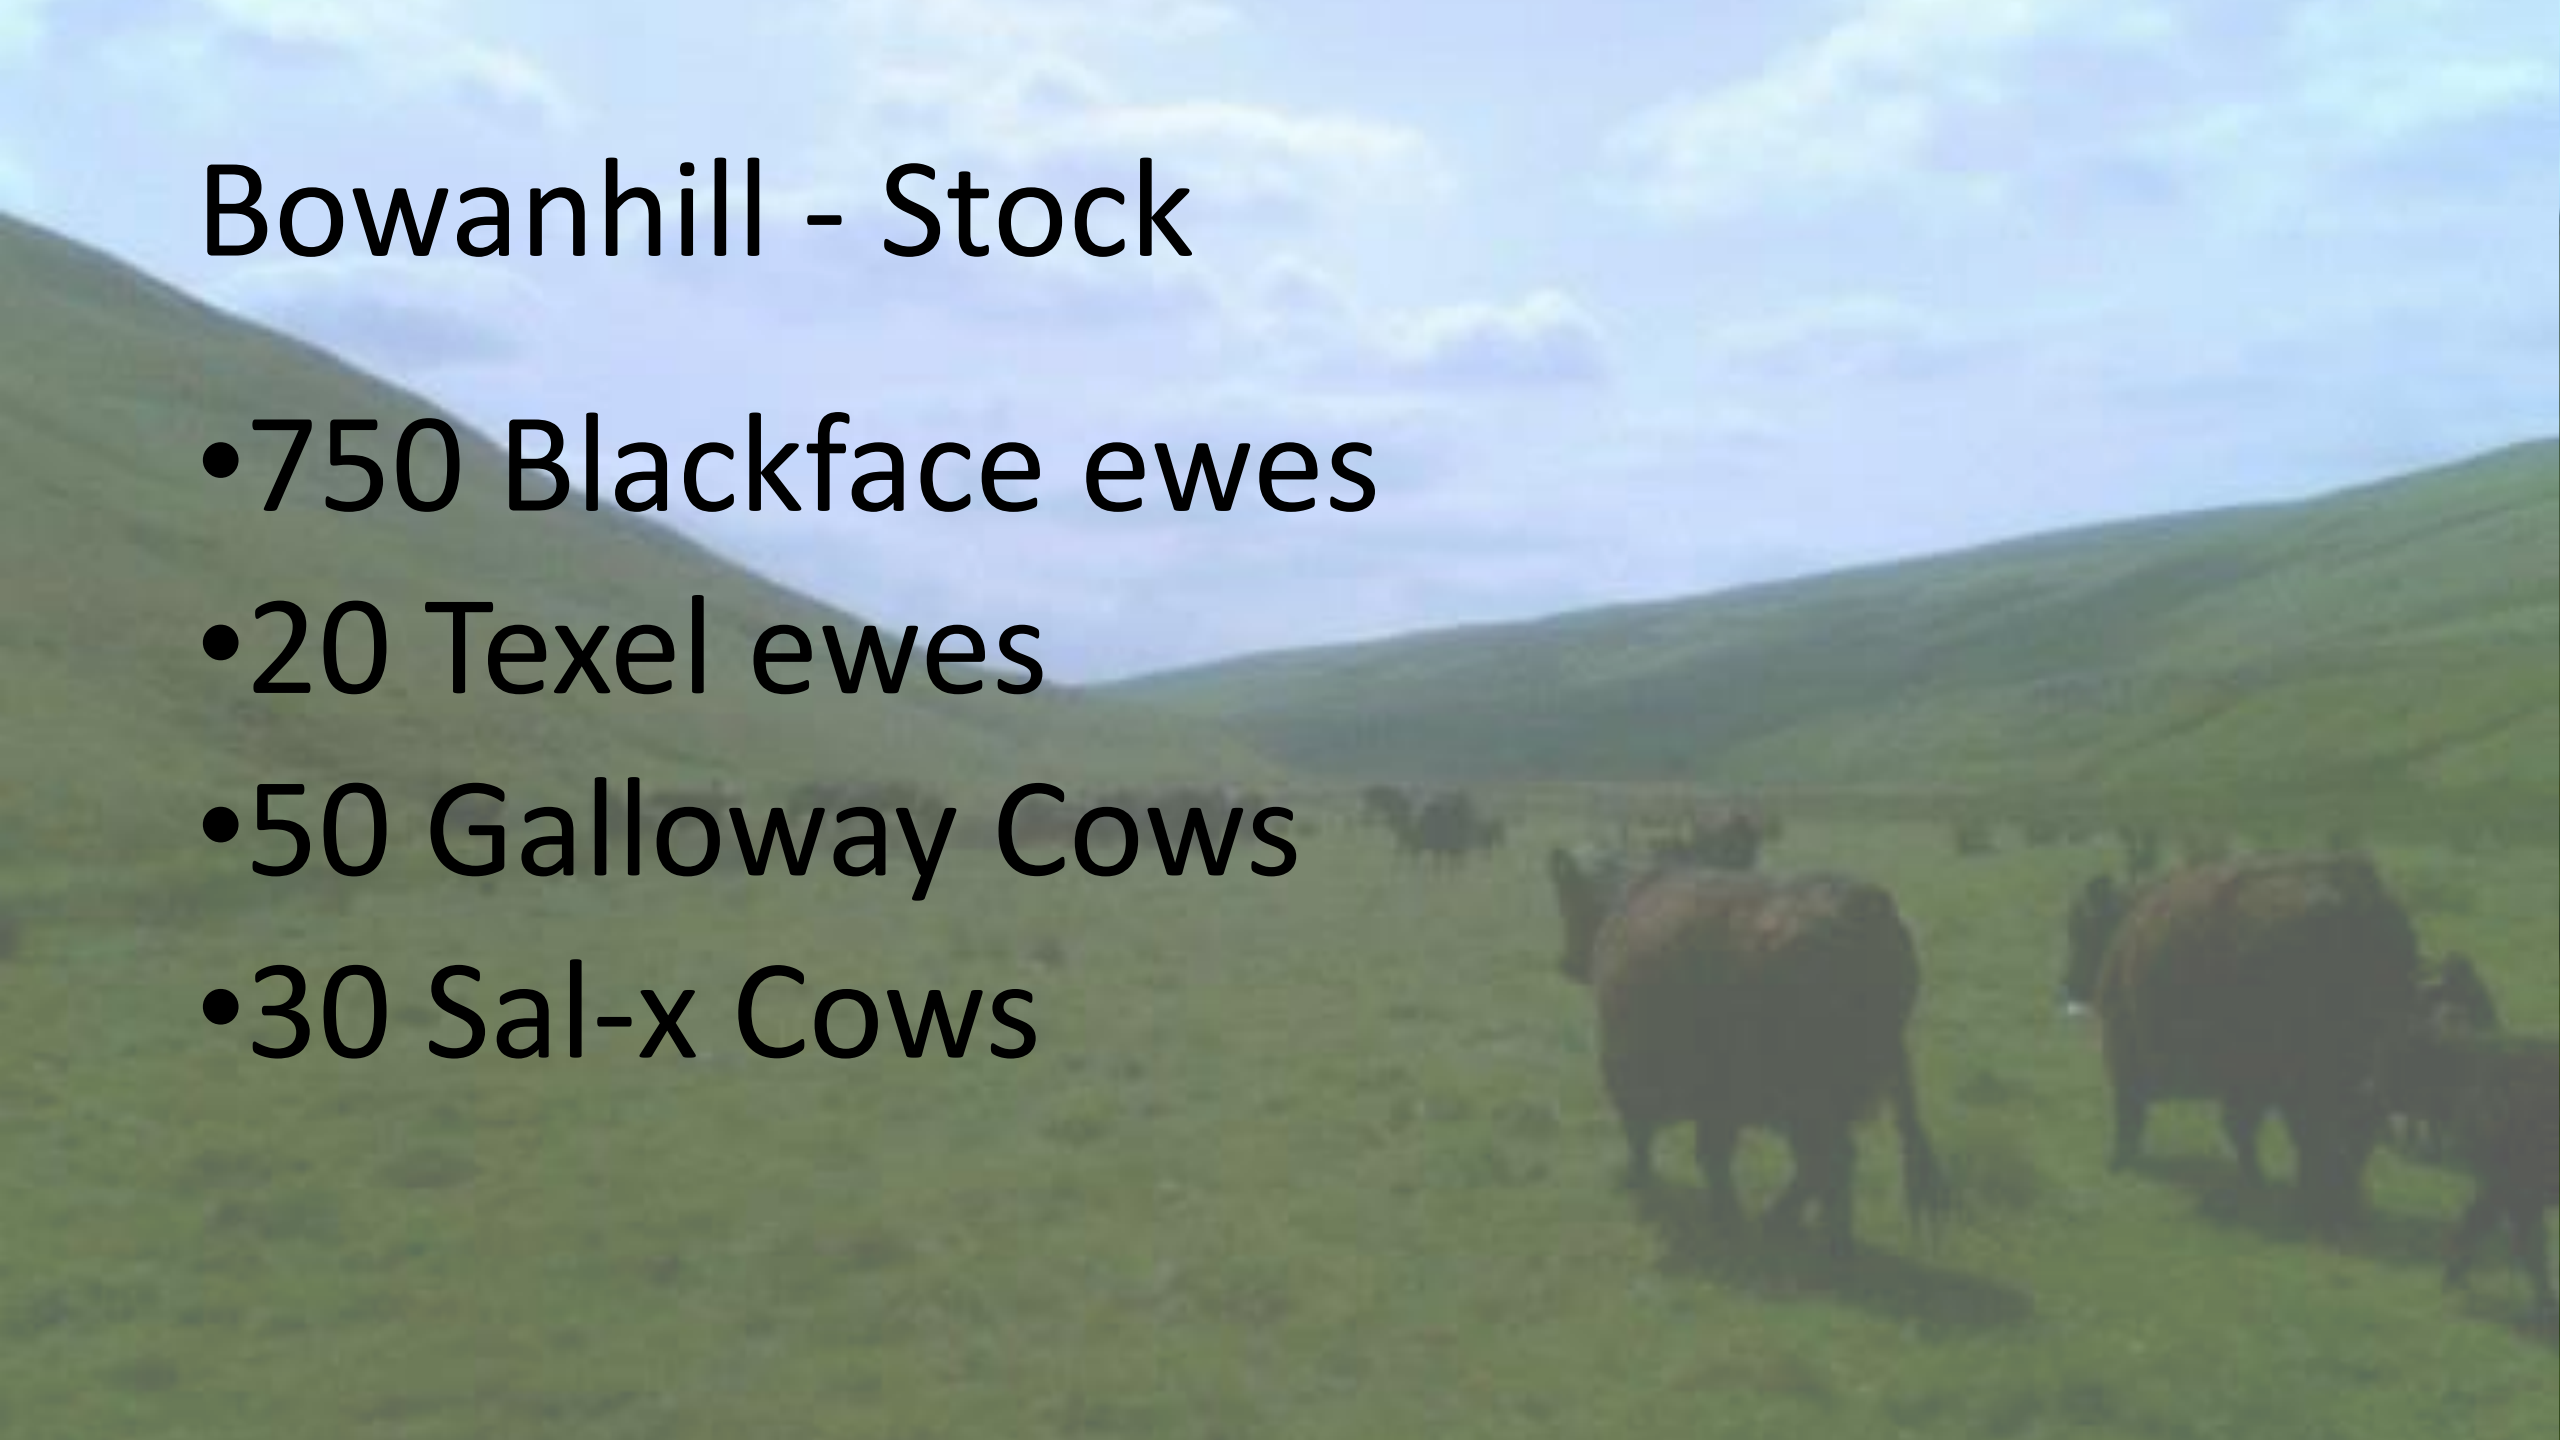 Bowanhill - Stock
•750 Blackface ewes
•20 Texel ewes
•50 Galloway Cows
•30 Sal-x Cows